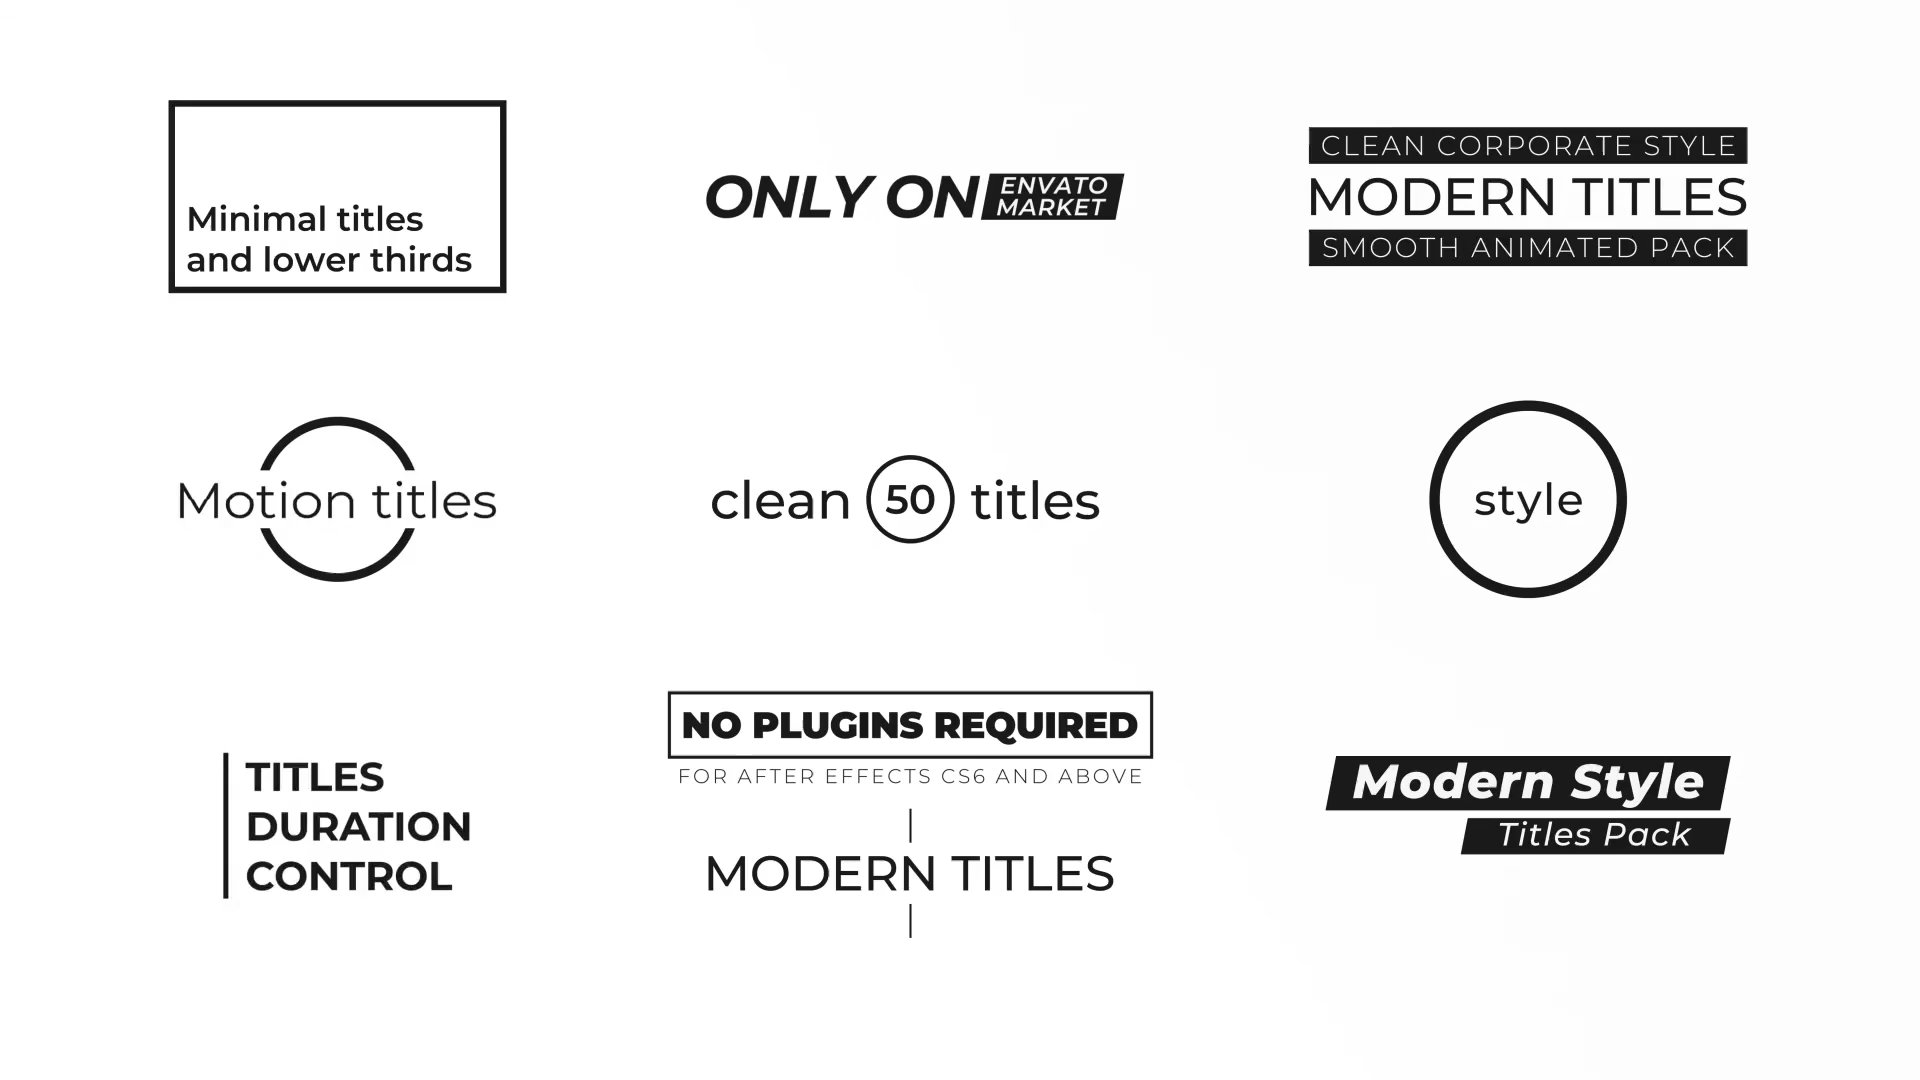 Minimal titles
and lower thirds
ONLY ON
ENVATO
MARKET
CLEAN CORPORATE STYLE
MODERN TITLES
SMOOTH ANIMATED PACK
Motion titles
clean 50 titles
style
TITLES
DURATION
CONTROL
NO PLUGINS REQUIRED
FOR AFTER EFFECTS CS6 AND ABOVE
MODERN TITLES
Modern Style
Titles Pack